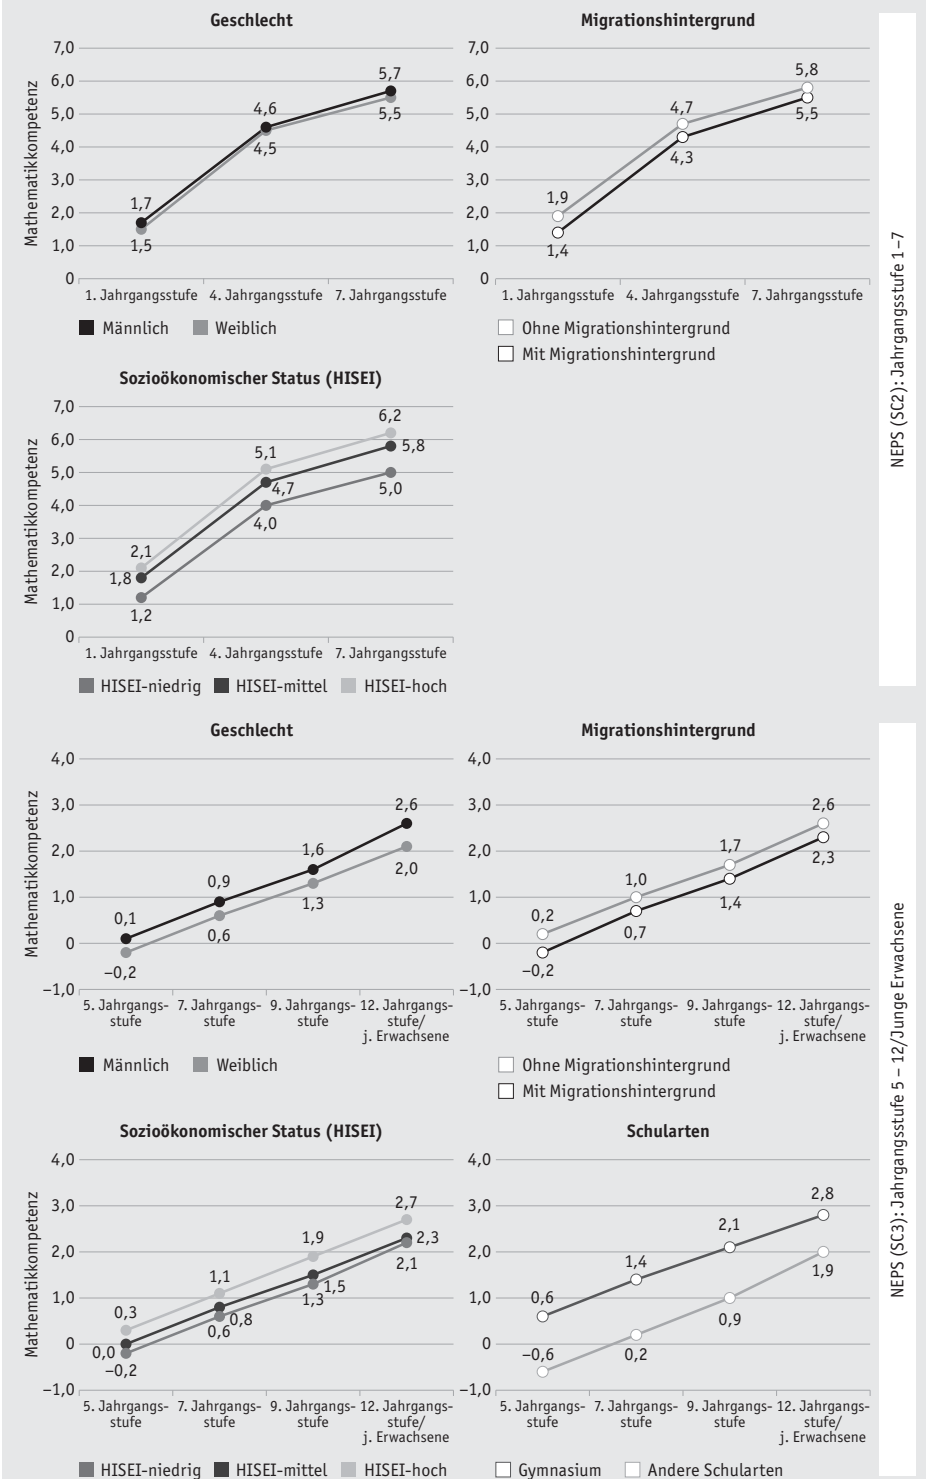 Geschlecht
7,0
6,0
5,0
4,0
3,0
2,0
1,0
0
Mathematikkompetenz
1,7
1,5
4,6
4,5
5,7
5,5
1. Jahrgangsstufe 4. Jahrgangsstufe 7. Jahrgangsstufe
Männlich Weiblich
Migrationshintergrund
7,0
6,0
5,0
4,0
3,0
2,0
1,0
0
1,9
1,4
4,7
4,3
5,8
5,5
1. Jahrgangsstufe 4. Jahrgangsstufe 7. Jahrgangsstufe
Ohne Migrationshintergrund
Mit Migrationshintergrund
Sozioökonomischer Status (HISEI)
7,0
6,0
5,0
4,0
3,0
2,0
1,0
0
Mathematikkompetenz
2,1
1,8
1,2
5,1
4,7
4,0
6,2
5,8
5,0
1. Jahrgangsstufe 4. Jahrgangsstufe 7. Jahrgangsstufe
HISEI-niedrig HISEI-mittel HISEI-hoch
NEPS (SC2): Jahrgangsstufe 1–7
Geschlecht
4,0
3,0
2,0
1,0
0
−1,0
Mathematikkompetenz
0,1
−0,2
0,9
0,6
1,6
1,3
2,6
2,0
5. Jahrgangs- 7. Jahrgangs- 9. Jahrgangs- 12. Jahrgangs-
stufe stufe stufe stufe/
j. Erwachsene
Männlich Weiblich
Migrationshintergrund
4,0
3,0
2,0
1,0
0
−1,0
0,2
−0,2
1,0
0,7
1,7
1,4
2,6
2,3
5. Jahrgangs- 7. Jahrgangs- 9. Jahrgangs- 12. Jahrgangs-
stufe stufe stufe stufe/
j. Erwachsene
Ohne Migrationshintergrund
Mit Migrationshintergrund
Sozioökonomischer Status (HISEI)
4,0
3,0
2,0
1,0
0
−1,0
Mathematikkompetenz
0,3
0,0
−0,2
1,1
0,8
0,6
1,9
1,5
1,3
2,7
2,3
2,1
5. Jahrgangs- 7. Jahrgangs- 9. Jahrgangs- 12. Jahrgangs-
stufe stufe stufe stufe/
j. Erwachsene
HISEI-niedrig HISEI-mittel HISEI-hoch
Schularten
4,0
3,0
2,0
1,0
0
−1,0
0,6
−0,6
1,4
0,2
2,1
0,9
2,8
1,9
5. Jahrgangs- 7. Jahrgangs- 9. Jahrgangs- 12. Jahrgangs-
stufe stufe stufe stufe/
j. Erwachsene
Gymnasium Andere Schularten
NEPS (SC3): Jahrgangsstufe 5 – 12/Junge Erwachsene